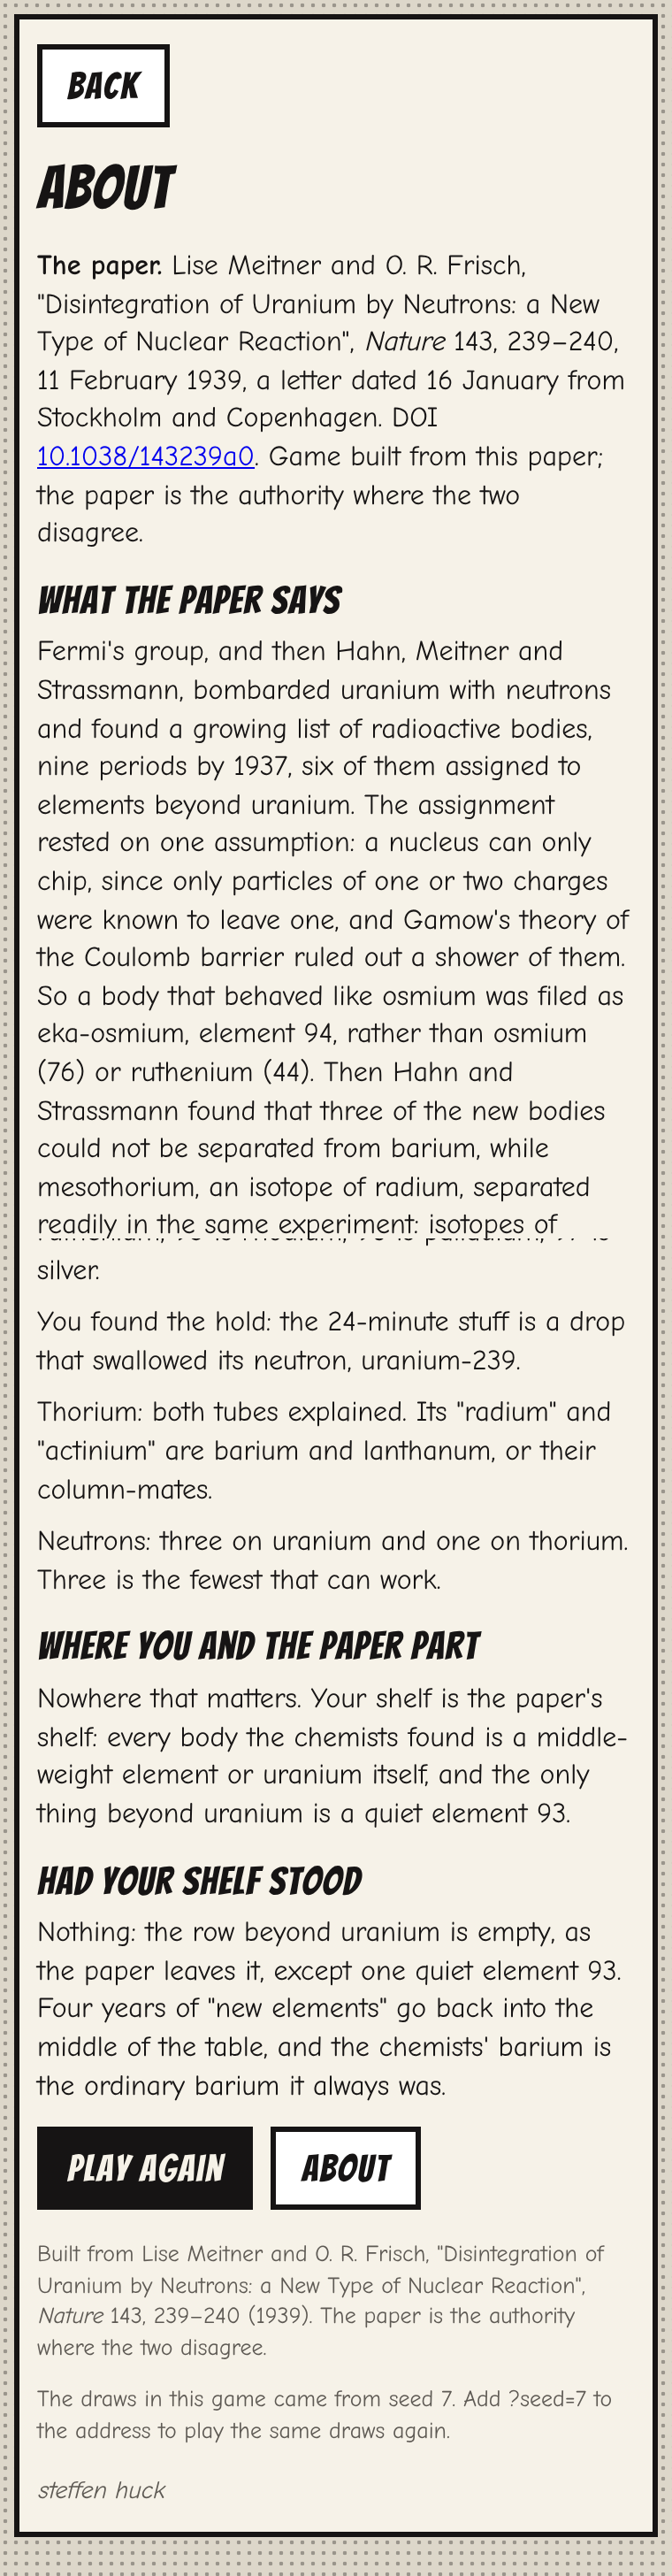 BACK
ABOUT
The paper. Lise Meitner and O. R. Frisch,
"Disintegration of Uranium by Neutrons: a New
Type of Nuclear Reaction", Nature 143, 239–240,
11 February 1939, a letter dated 16 January from
Stockholm and Copenhagen. DOI
10.1038/143239a0. Game built from this paper;
the paper is the authority where the two
disagree.
WHAT THE PAPER SAYS
Fermi's group, and then Hahn, Meitner and
Strassmann, bombarded uranium with neutrons
and found a growing list of radioactive bodies,
nine periods by 1937, six of them assigned to
elements beyond uranium. The assignment
rested on one assumption: a nucleus can only
chip, since only particles of one or two charges
were known to leave one, and Gamow's theory of
the Coulomb barrier ruled out a shower of them.
So a body that behaved like osmium was filed as
eka-osmium, element 94, rather than osmium
(76) or ruthenium (44). Then Hahn and
Strassmann found that three of the new bodies
could not be separated from barium, while
mesothorium, an isotope of radium, separated
readily in the same experiment: isotopes of
silver.
You found the hold: the 24-minute stuff is a drop
that swallowed its neutron, uranium-239.
Thorium: both tubes explained. Its "radium" and
"actinium" are barium and lanthanum, or their
column-mates.
Neutrons: three on uranium and one on thorium.
Three is the fewest that can work.
WHERE YOU AND THE PAPER PART
Nowhere that matters. Your shelf is the paper's
shelf: every body the chemists found is a middle-
weight element or uranium itself, and the only
thing beyond uranium is a quiet element 93.
HAD YOUR SHELF STOOD
Nothing: the row beyond uranium is empty, as
the paper leaves it, except one quiet element 93.
Four years of "new elements" go back into the
middle of the table, and the chemists' barium is
the ordinary barium it always was.
PLAY AGAIN ABOUT
Built from Lise Meitner and O. R. Frisch, "Disintegration of
Uranium by Neutrons: a New Type of Nuclear Reaction",
Nature 143, 239–240 (1939). The paper is the authority
where the two disagree.
The draws in this game came from seed 7. Add ?seed=7 to
the address to play the same draws again.
steffen huck